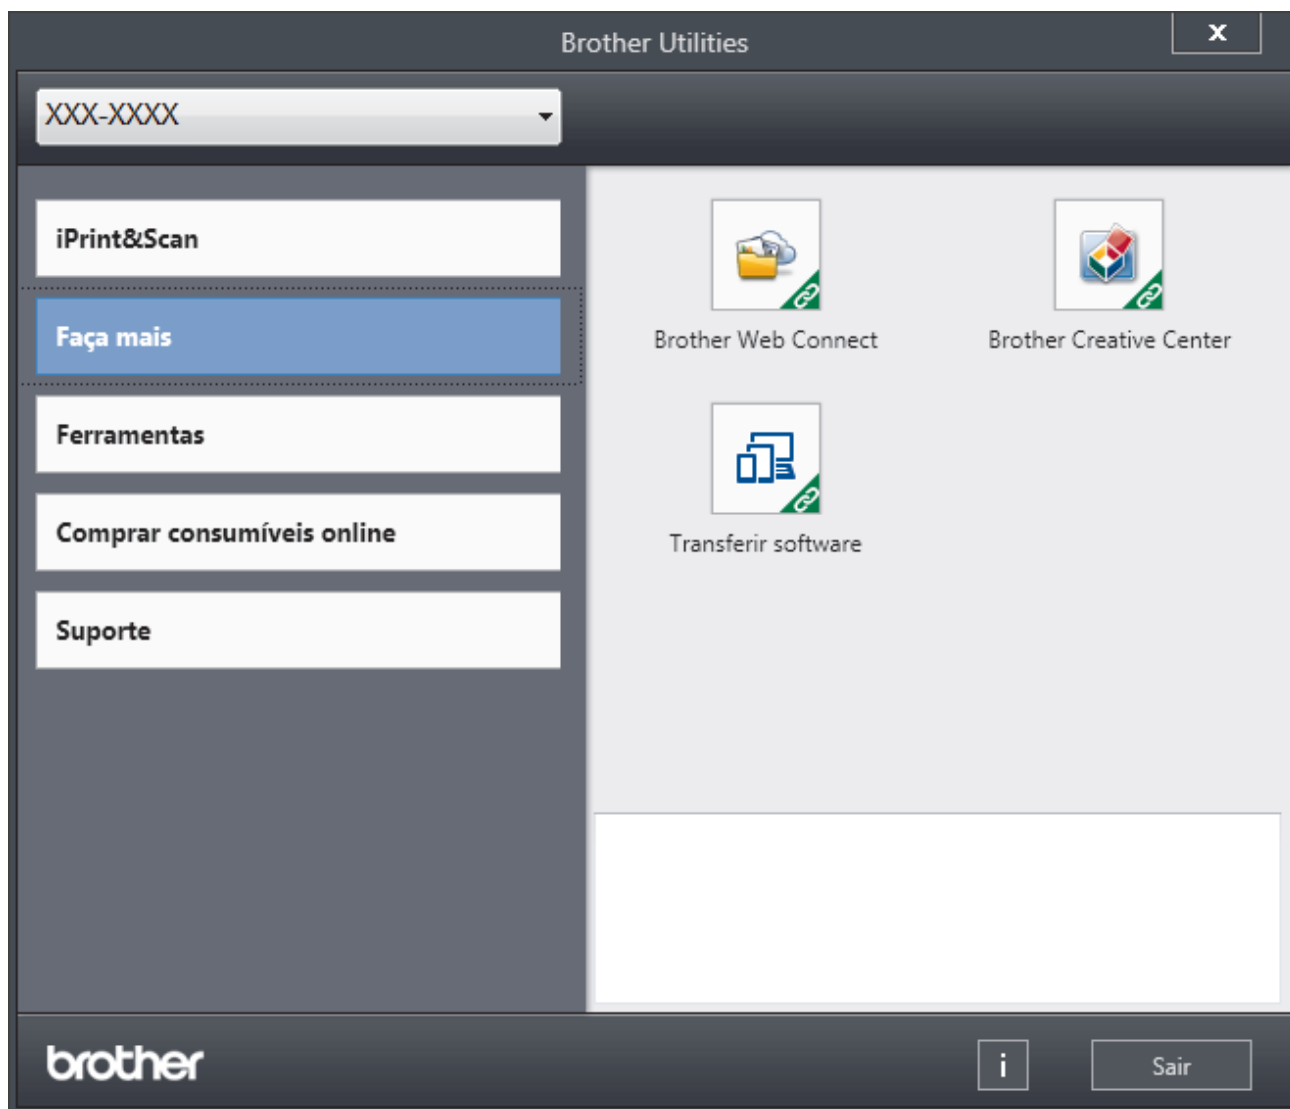 Brother Utilities
x
XXX-XXXX
iPrint&Scan
Faça mais
Ferramentas
Comprar consumíveis online
Suporte
Brother Web Connect
Brother Creative Center
Transferir software
brother
i
Sair